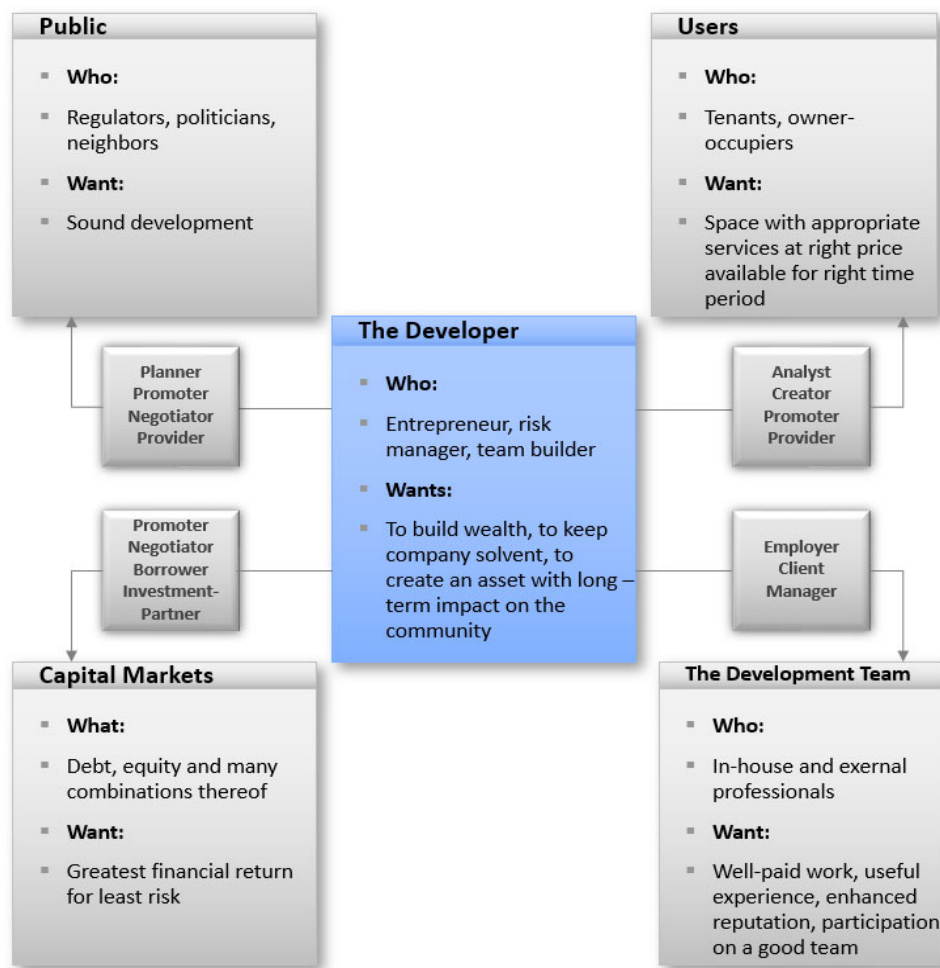 Public
Who:
Regulators, politicians,
neighbors
Want:
Sound development
Users
Who:
Tenants, owner-
occupiers
Want:
Space with appropriate
services at right price
available for right time
period
Planner
Promoter
Negotiator
Provider
The Developer
Who:
Entrepreneur, risk
manager, team builder
Wants:
To build wealth, to keep
company solvent, to
create an asset with long –
term impact on the
community
Analyst
Creator
Promoter
Provider
Promoter
Negotiator
Borrower
Investment-
Partner
Employer
Client
Manager
Capital Markets
What:
Debt, equity and many
combinations thereof
Want:
Greatest financial return
for least risk
The Development Team
Who:
In-house and exernal
professionals
Want:
Well-paid work, useful
experience, enhanced
reputation, participation
on a good team